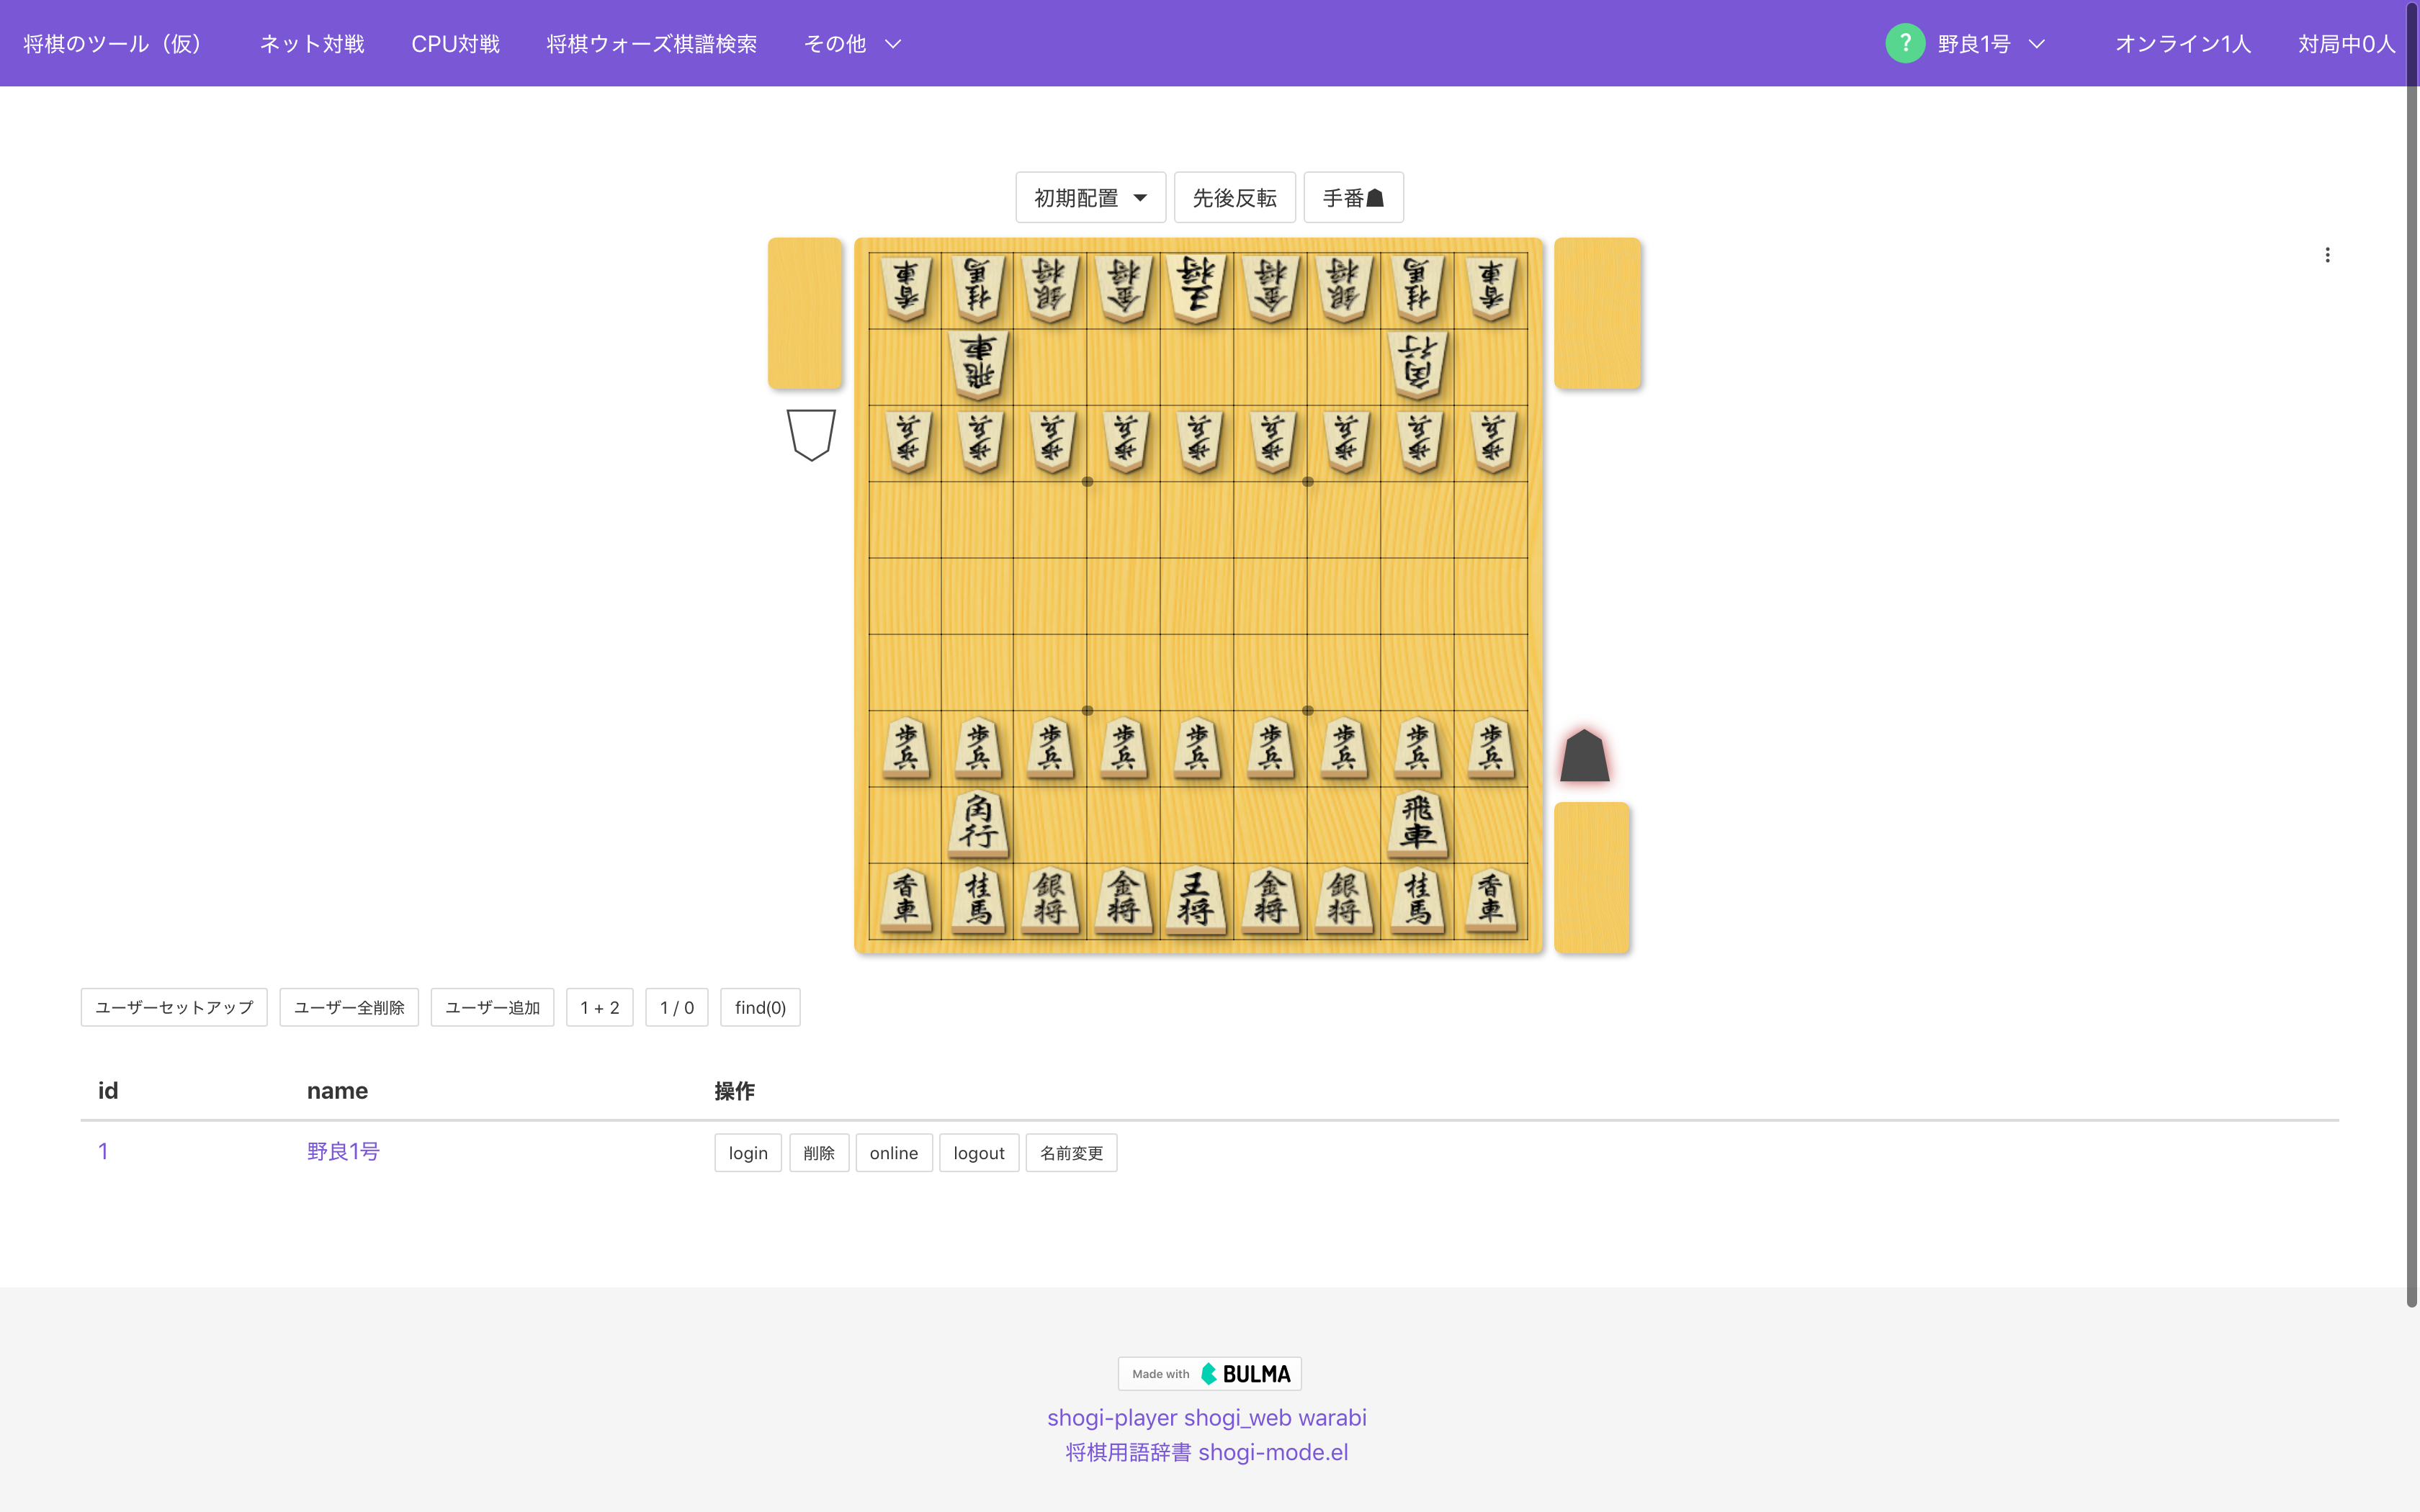 将棋のツール（仮） ネット対戦 CPU対戦 将棋ウォーズ棋譜検索 その他 ? 野良1号 オンライン1人 対局中0人
初期配置 先後反転 手番
香車 桂馬 銀将 金将 王将 金将 銀将 桂馬 香車
飛車 角行
歩兵 歩兵 歩兵 歩兵 歩兵 歩兵 歩兵 歩兵 歩兵
歩兵 歩兵 歩兵 歩兵 歩兵 歩兵 歩兵 歩兵 歩兵
角行 飛車
香車 桂馬 銀将 金将 王将 金将 銀将 桂馬 香車
ユーザーセットアップ ユーザー全削除 ユーザー追加 1 + 2 1 / 0 find(0)
id name 操作
1 野良1号 login 削除 online logout 名前変更
Made with BULMA
shogi-player shogi_web warabi
将棋用語辞書 shogi-mode.el